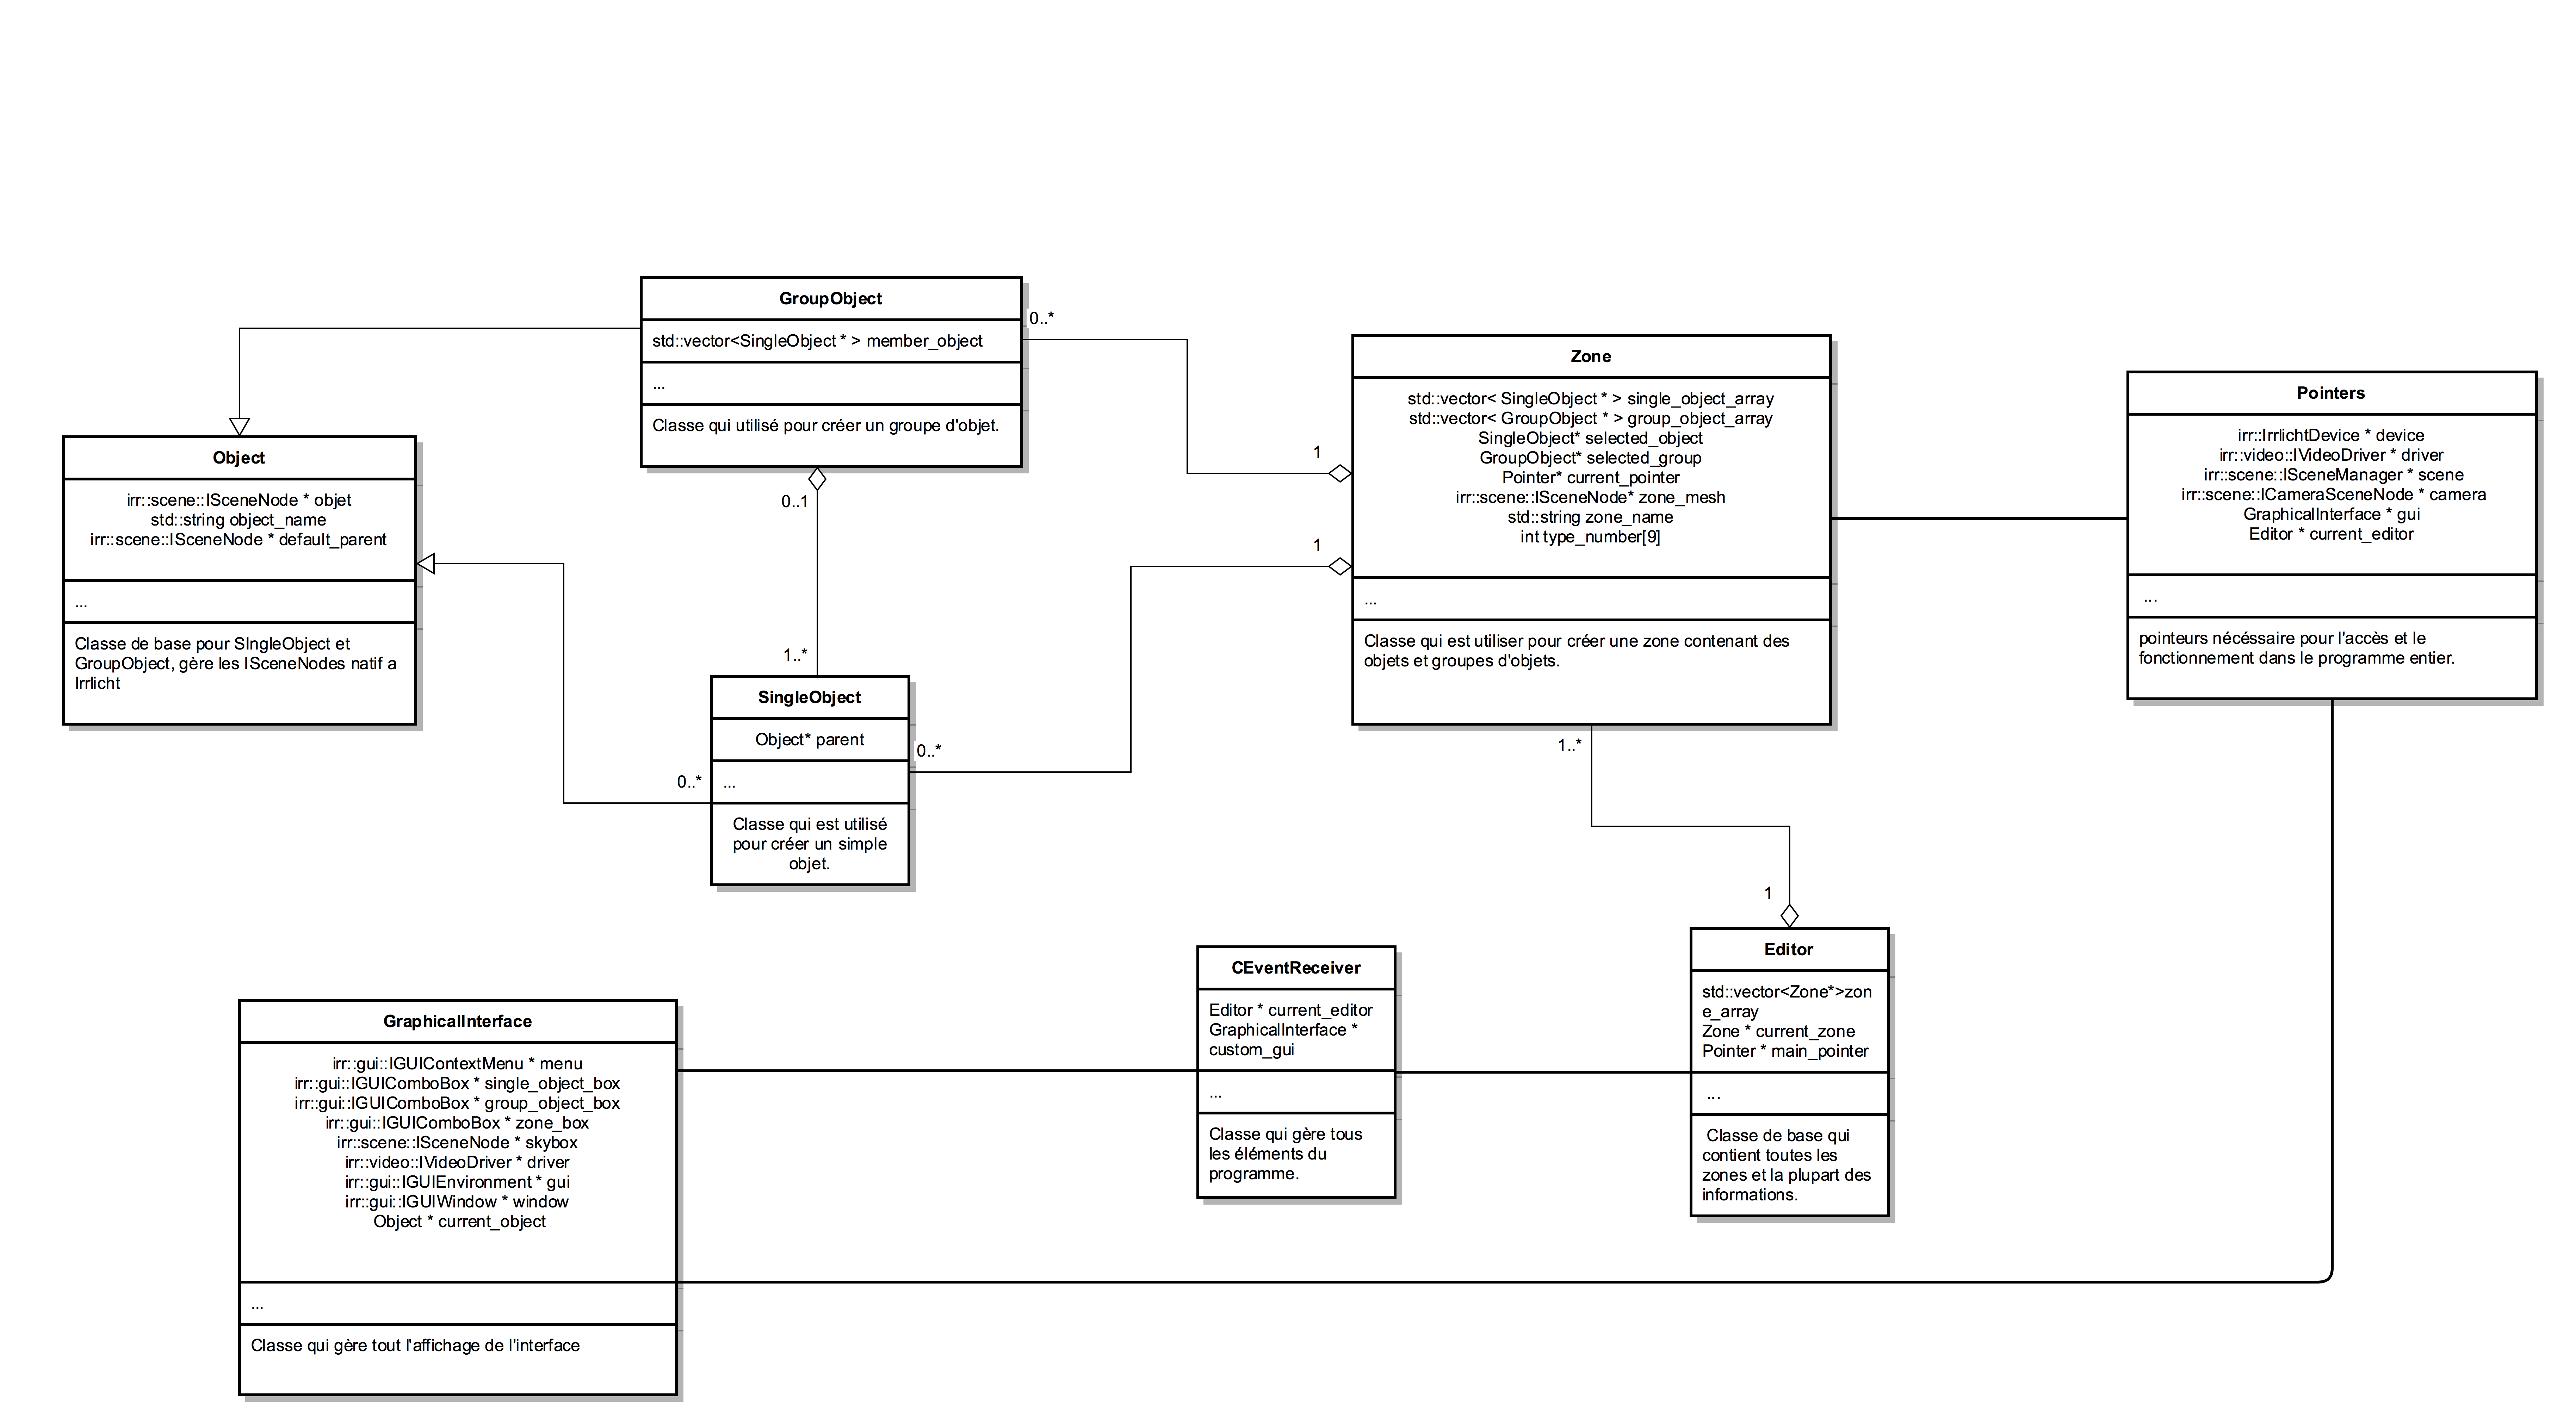 GroupObject
std::vector<SingleObject * > member_object
...
Classe qui utilisé pour créer un groupe d'objet.
0..*
1
0..1
1..*
Object
irr::scene::ISceneNode * objet
std::string object_name
irr::scene::ISceneNode * default_parent
...
Classe de base pour SIngleObject et
GroupObject, gère les ISceneNodes natif a
Irrlicht
SingleObject
Object* parent
...
Classe qui est utilisé
pour créer un simple
objet.
0..*
0..*
1
Zone
std::vector< SingleObject * > single_object_array
std::vector< GroupObject * > group_object_array
SingleObject* selected_object
GroupObject* selected_group
Pointer* current_pointer
irr::scene::ISceneNode* zone_mesh
std::string zone_name
int type_number[9]
...
Classe qui est utiliser pour créer une zone contenant des
objets et groupes d'objets.
1..*
1
Pointers
irr::IrrlichtDevice * device
irr::video::IVideoDriver * driver
irr::scene::ISceneManager * scene
irr::scene::ICameraSceneNode * camera
GraphicalInterface * gui
Editor * current_editor
...
pointeurs nécéssaire pour l'accès et le
fonctionnement dans le programme entier.
Editor
std::vector<Zone*>zon
e_array
Zone * current_zone
Pointer * main_pointer
...
Classe de base qui
contient toutes les
zones et la plupart des
informations.
CEventReceiver
Editor * current_editor
GraphicalInterface *
custom_gui
...
Classe qui gère tous
les éléments du
programme.
GraphicalInterface
irr::gui::IGUIContextMenu * menu
irr::gui::IGUIComboBox * single_object_box
irr::gui::IGUIComboBox * group_object_box
irr::gui::IGUIComboBox * zone_box
irr::scene::ISceneNode * skybox
irr::video::IVideoDriver * driver
irr::gui::IGUIEnvironment * gui
irr::gui::IGUIWindow * window
Object * current_object
...
Classe qui gère tout l'affichage de l'interface